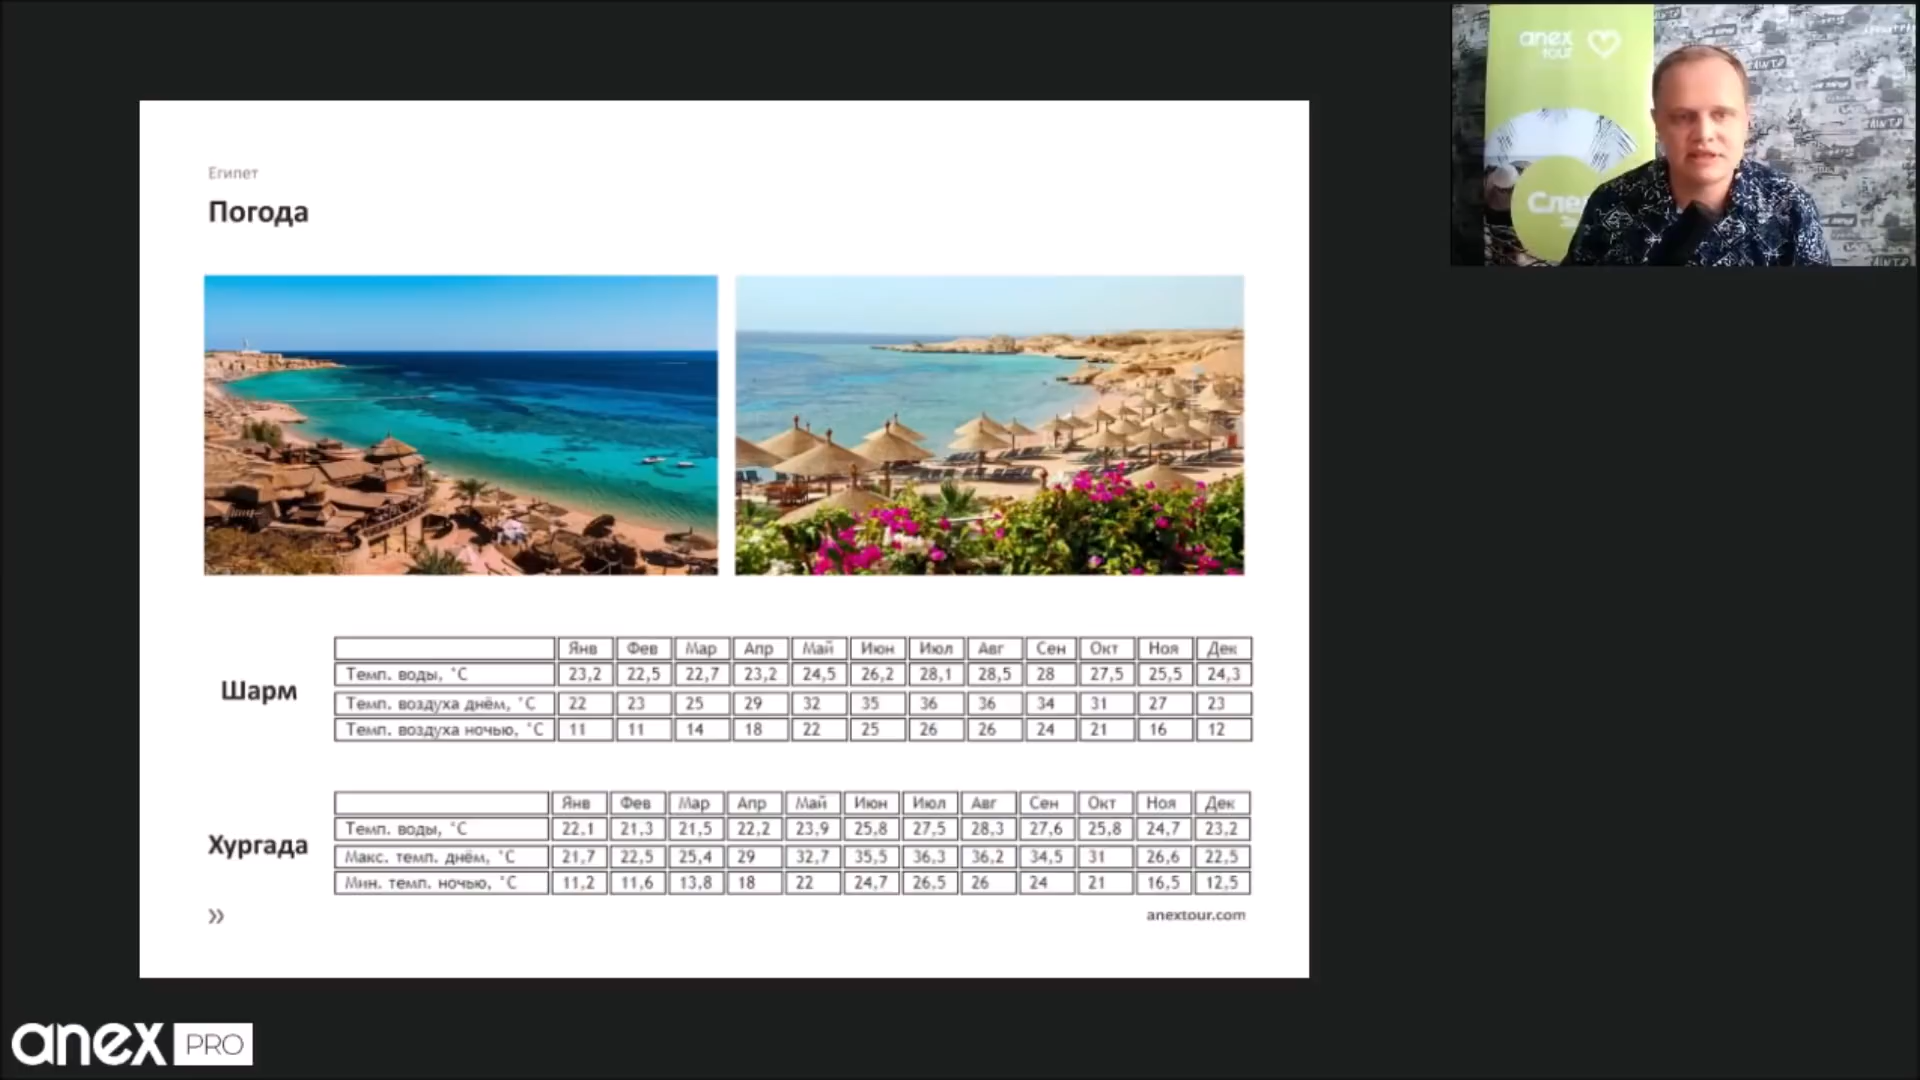 anex
tour
Египет
Погода
Янв Фев Мар Апр Май Июн Июл Авг Сен Окт Ноя Дек
Темп. воды, °C 23,2 22,5 22,7 23,2 24,5 26,2 28,1 28,5 28 27,5 25,5 24,3
Шарм
Темп. воздуха днём, °C 22 23 25 29 32 35 36 36 34 31 27 23
Темп. воздуха ночью, °C 11 11 14 18 22 25 26 26 24 21 16 12
Янв Фев Мар Апр Май Июн Июл Авг Сен Окт Ноя Дек
Темп. воды, °C 22,1 21,3 21,5 22,2 23,9 25,8 27,5 28,3 27,6 25,8 24,7 23,2
Хургада
Макс. темп. днём, °C 21,7 22,5 25,4 29 32,7 35,5 36,3 36,2 34,5 31 26,6 22,5
Мин. темп. ночью, °C 11,2 11,6 13,8 18 22 24,7 26,5 26 24 21 16,5 12,5
anextour.com
anex PRO